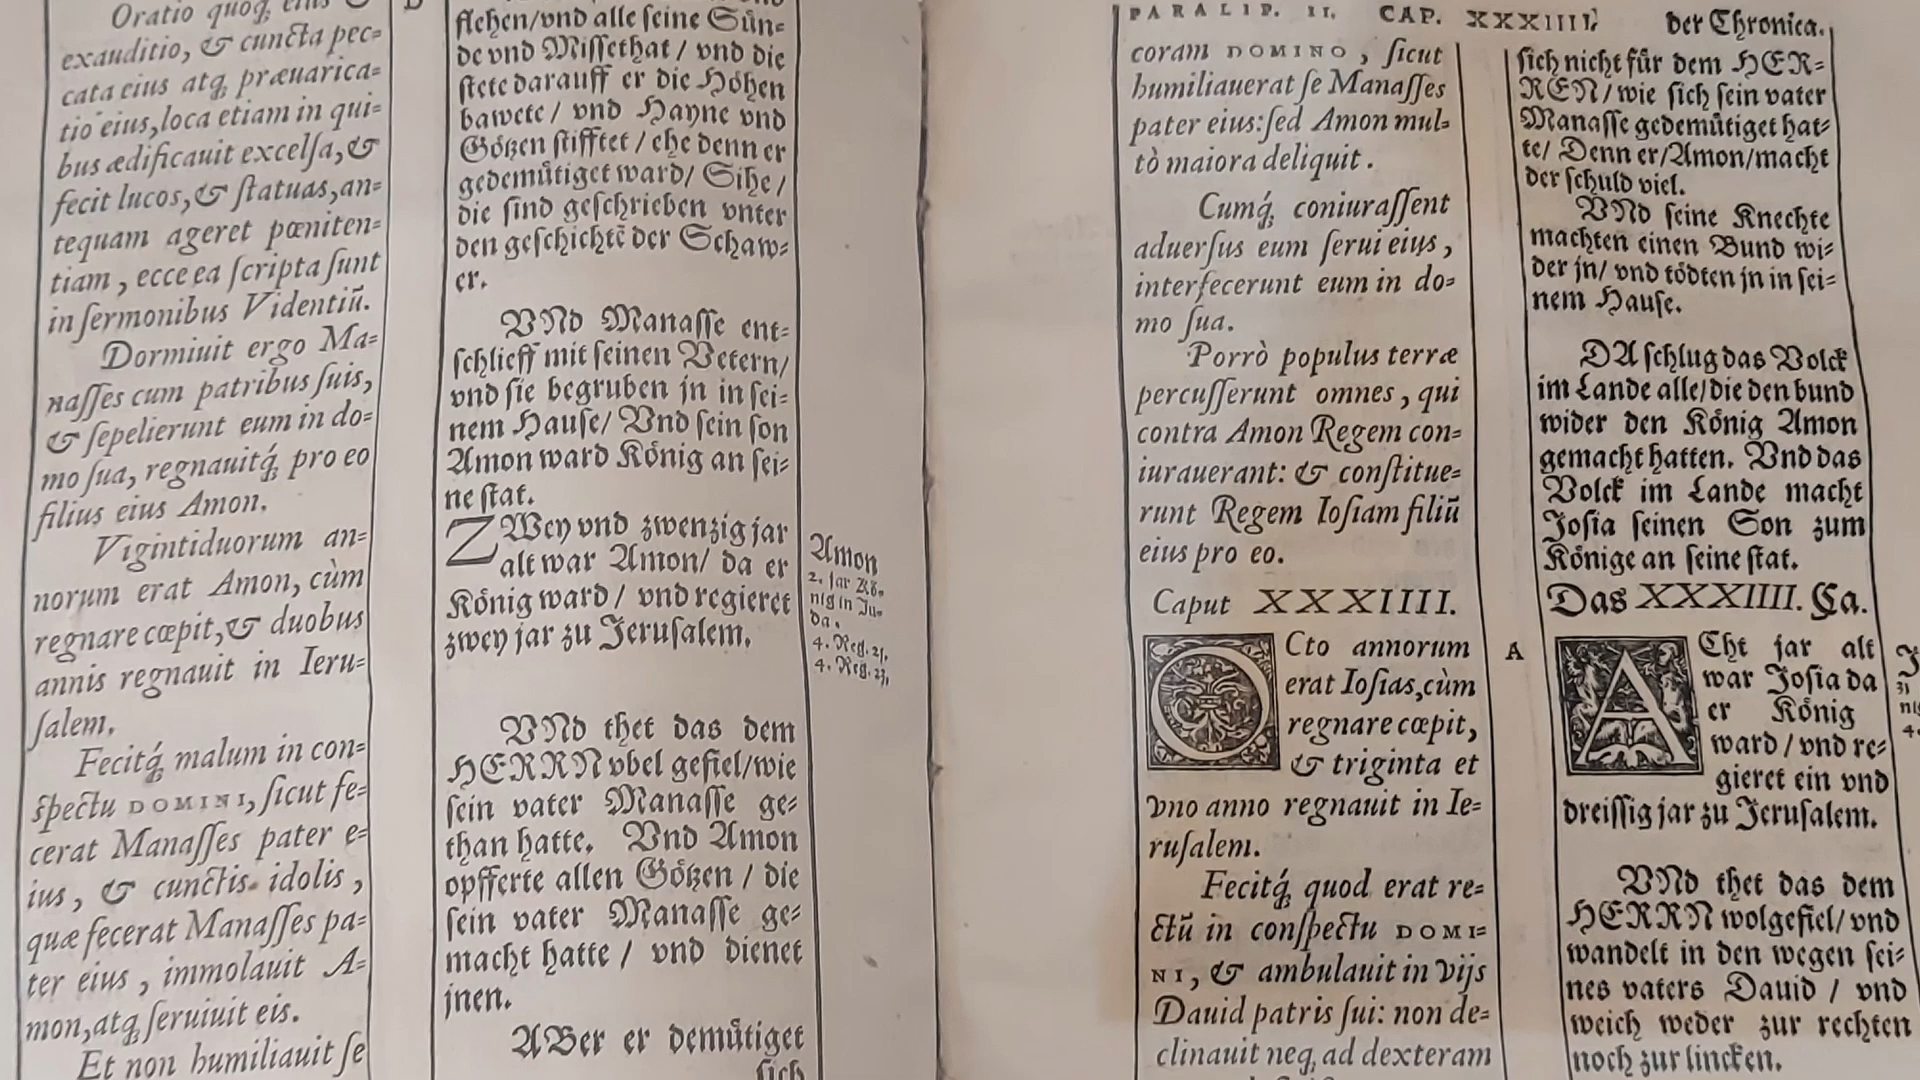 Oratio quoq́; eius &
exauditio, & cuncta pec-
cata eius atq; præuarica-
tio eius, loca etiam in qui-
bus ædificauit excelſa, &
fecit lucos, & ſtatuas, an-
tequam ageret pœniten-
tiam, ecce ea ſcripta ſunt
in ſermonibus Videntiũ.
Dormiuit ergo Ma-
naſſes cum patribus ſuis,
& ſepelierunt eum in do-
mo ſua, regnauitq́; pro eo
filius eius Amon.
Vigintiduorum an-
norum erat Amon, cùm
regnare cœpit, & duobus
annis regnauit in Ieru-
ſalem.
Fecitq́; malum in con-
ſpectu DOMINI, ſicut fe-
cerat Manaſſes pater e-
ius, & cunctis idolis,
quæ fecerat Manaſſes pa-
ter eius, immolauit A-
mon, atq; ſeruiuit eis.
Et non humiliauit ſe
flehen/vnd alle ſeine Sün-
de vnd Miſſethat / vnd die
ſtete darauff er die Höhen
bawete / vnd Hayne vnd
Götzen ſtifftet / ehe denn er
gedemütiget ward/ Sihe /
die ſind geſchrieben vnter
den geſchichtẽ der Schaw-
er.
VNd Manaſſe ent-
ſchlieff mit ſeinen Vetern/
vnd ſie begruben jn in ſei-
nem Hauſe/ Vnd ſein ſon
Amon ward König an ſei-
ne ſtat.
ZWey vnd zwenzig jar
alt war Amon/ da er
König ward / vnd regieret
zwey jar zu Jeruſalem.
VNd thet das dem
HERRN vbel gefiel/wie
ſein vater Manaſſe ge-
than hatte. Vnd Amon
opfferte allen Götzen / die
ſein vater Manaſſe ge-
macht hatte / vnd dienet
jnen.
ABer er demütiget
ſich
Amon
2. Jar Kö-
nig in Ju-
da.
4. Reg. 21.
4. Reg. 23.
PARALIP. II. CAP. XXXIIII. der Chronica.
coram DOMINO, ſicut
humiliauerat ſe Manaſſes
pater eius: ſed Amon mul-
tò maiora deliquit.
Cumq́; coniuraſſent
aduerſus eum ſerui eius,
interfecerunt eum in do-
mo ſua.
Porrò populus terræ
percuſſerunt omnes, qui
contra Amon Regem con-
iurauerant: & conſtitue-
runt Regem Ioſiam filiũ
eius pro eo.
Caput XXXIIII.
OCto annorum
erat Ioſias, cùm
regnare cœpit,
& triginta et
vno anno regnauit in Ie-
ruſalem.
Fecitq́; quod erat re-
ctũ in conſpectu DOMI-
NI, & ambulauit in vijs
Dauid patris ſui: non de-
clinauit neq; ad dexteram
ſich nicht für dem HER-
REN/ wie ſich ſein vater
Manaſſe gedemütiget hat-
te/ Denn er/Amon/macht
der ſchuld viel.
VNd ſeine Knechte
machten einen Bund wi-
der jn/ vnd tödten jn in ſei-
nem Hauſe.
DA ſchlug das Volck
im Lande alle/die den bund
wider den König Amon
gemacht hatten. Vnd das
Volck im Lande macht
Joſia ſeinen Son zum
Könige an ſeine ſtat.
Das XXXIIII. Ca.
A
ACht jar alt
war Joſia da
er König
ward / vnd re-
gieret ein vnd
dreiſſig jar zu Jeruſalem.
VNd thet das dem
HERRN wolgefiel/ vnd
wandelt in den wegen ſei-
nes vaters Dauid / vnd
weich weder zur rechten
noch zur lincken.